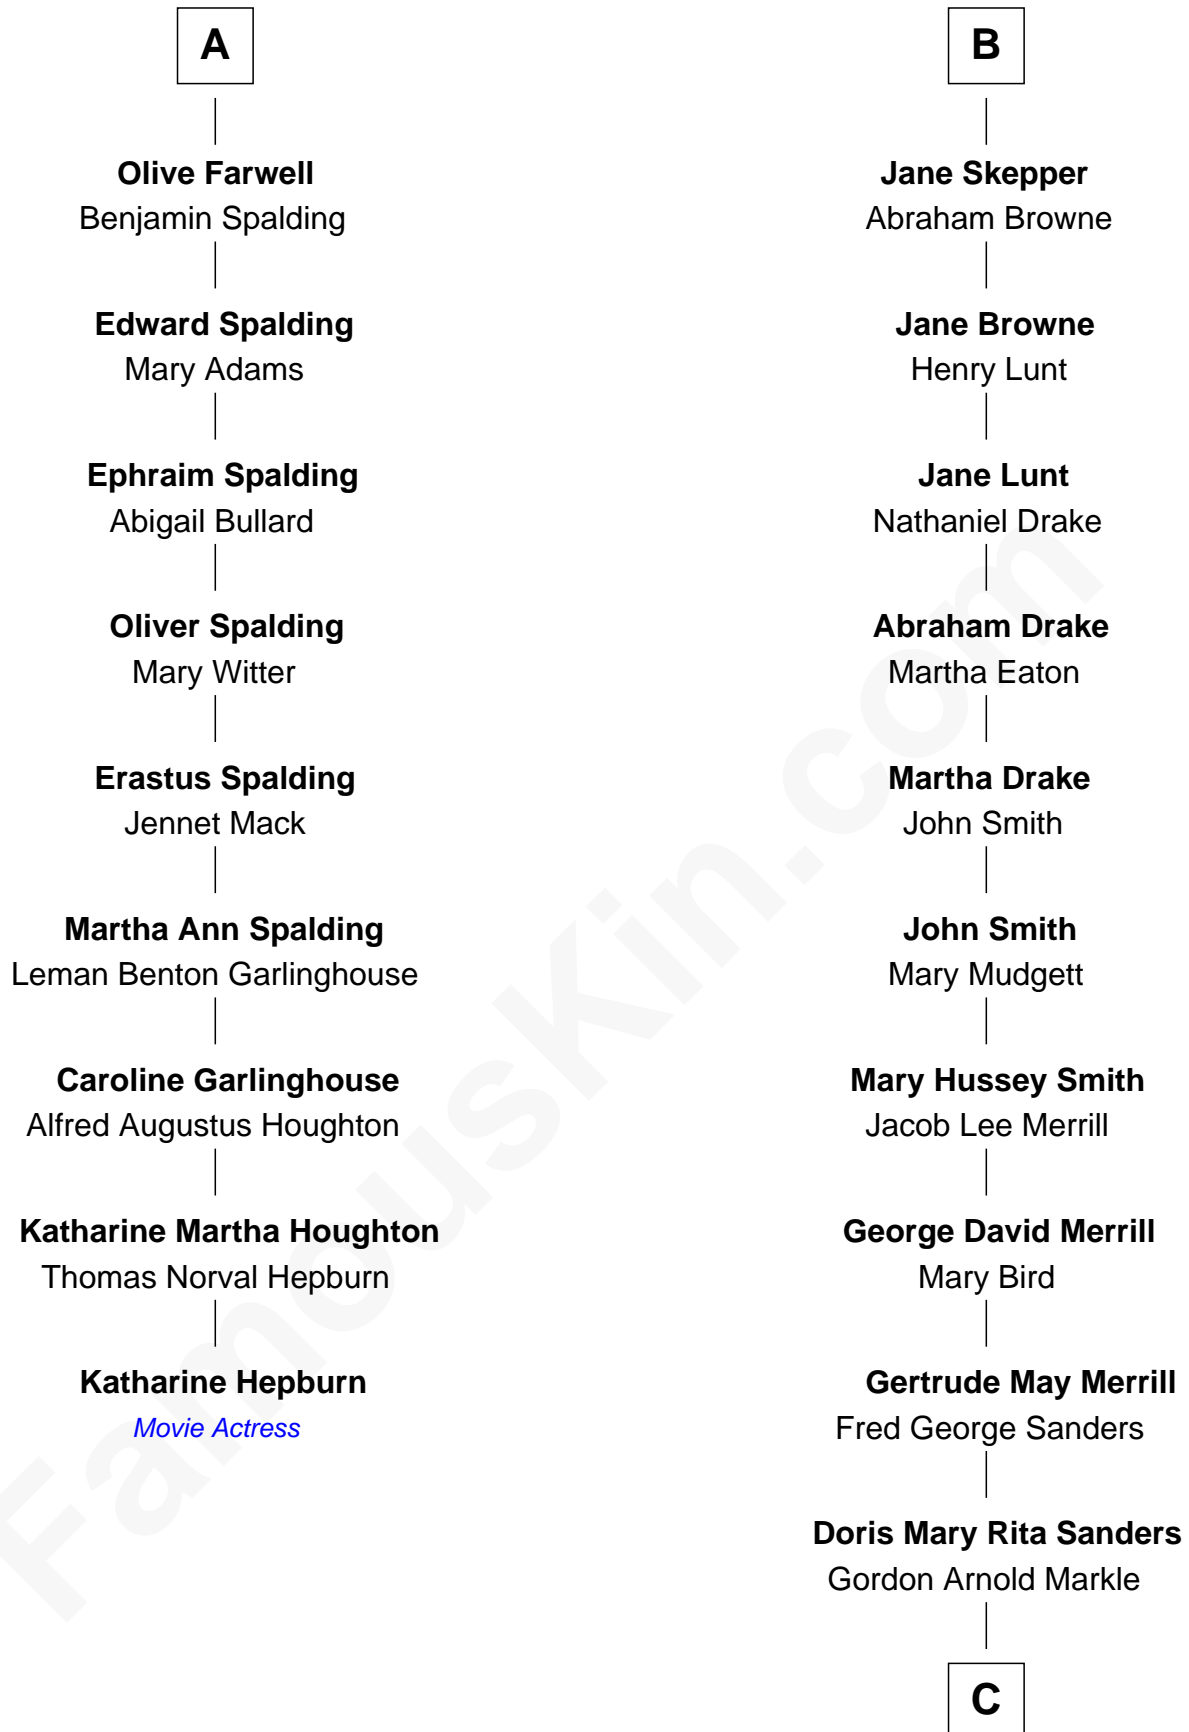 A
Olive Farwell
Benjamin Spalding
Edward Spalding
Mary Adams
Ephraim Spalding
Abigail Bullard
Oliver Spalding
Mary Witter
Erastus Spalding
Jennet Mack
Martha Ann Spalding
Leman Benton Garlinghouse
Caroline Garlinghouse
Alfred Augustus Houghton
Katharine Martha Houghton
Thomas Norval Hepburn
Katharine Hepburn
Movie Actress
B
Jane Skepper
Abraham Browne
Jane Browne
Henry Lunt
Jane Lunt
Nathaniel Drake
Abraham Drake
Martha Eaton
Martha Drake
John Smith
John Smith
Mary Mudgett
Mary Hussey Smith
Jacob Lee Merrill
George David Merrill
Mary Bird
Gertrude May Merrill
Fred George Sanders
Doris Mary Rita Sanders
Gordon Arnold Markle
C
FamousKin.com